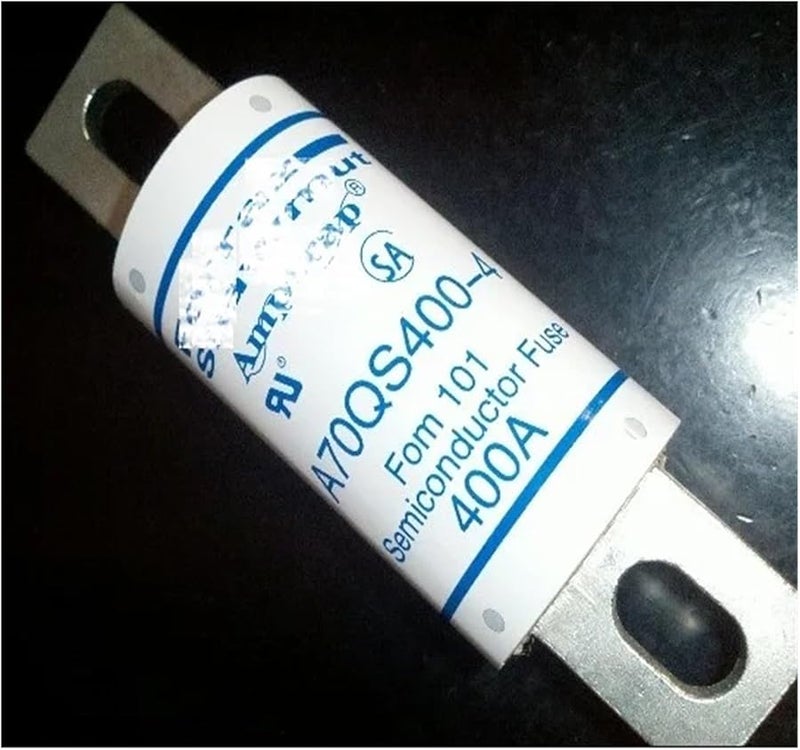 Amp-trap®
SA
A70QS400-4
Fom 101
Semiconductor Fuse
400A